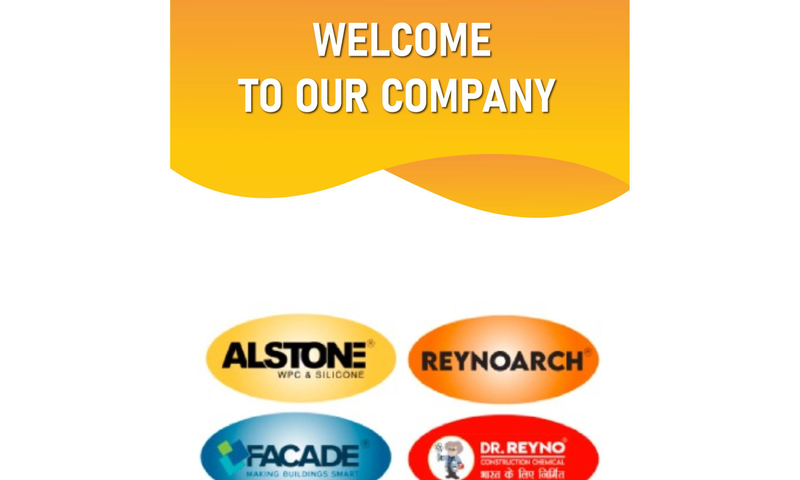 WELCOME
TO OUR COMPANY
ALSTONE®
WPC & SILICONE
REYNOARCH®
FACADE®
MAKING BUILDINGS SMART
DR. REYNO®
CONSTRUCTION CHEMICAL
भारत के लिए निर्मित